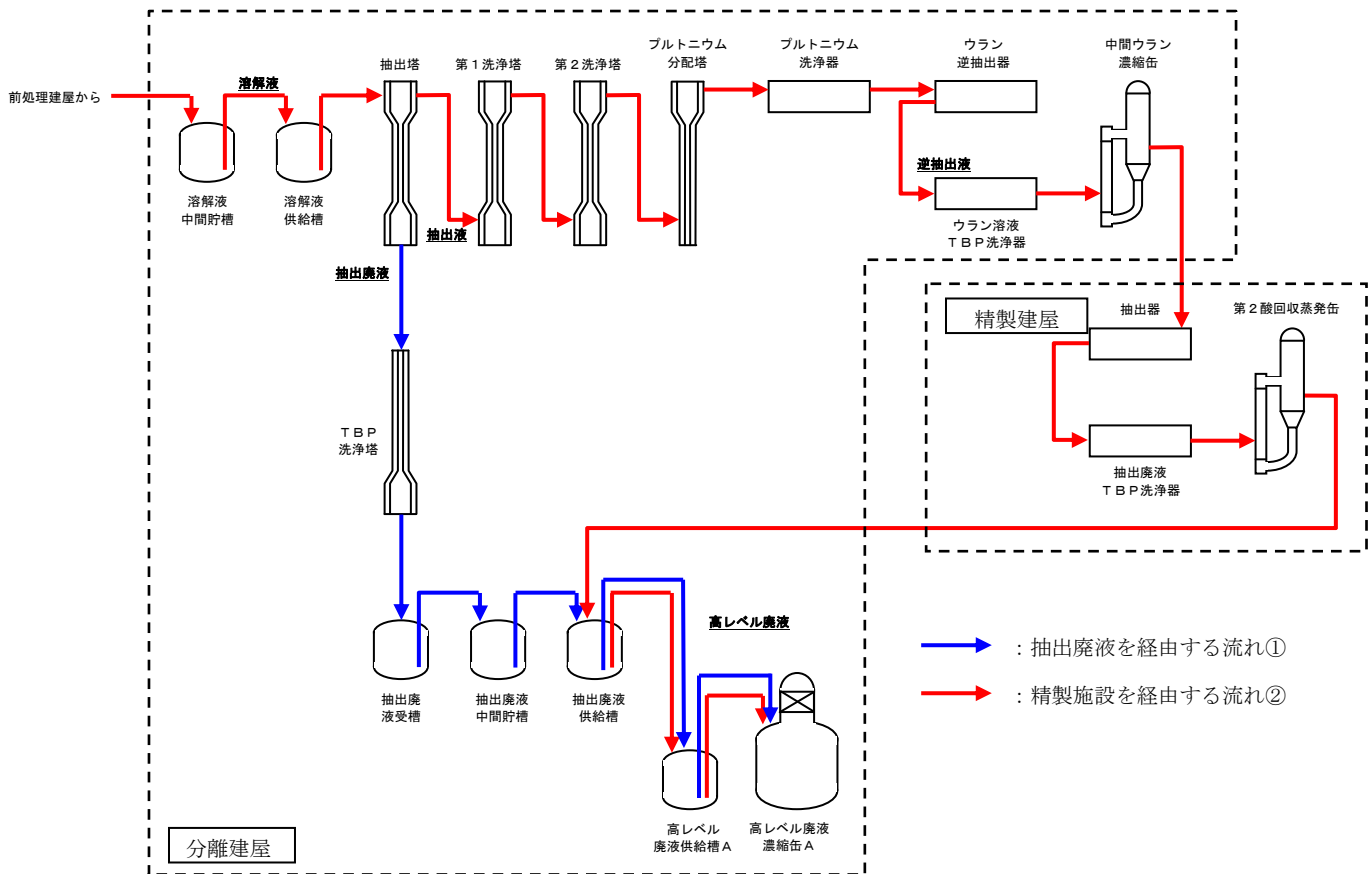 プルトニウム
分配塔
プルトニウム
洗浄器
ウラン
逆抽出器
中間ウラン
濃縮缶
抽出塔
第1洗浄塔
第2洗浄塔
溶解液
前処理建屋から
溶解液
中間貯槽
溶解液
供給槽
抽出液
逆抽出液
ウラン溶液
TBP洗浄器
抽出廃液
精製建屋
抽出器
第2酸回収蒸発缶
抽出廃液
TBP洗浄器
TBP
洗浄塔
高レベル廃液
抽出廃
液受槽
抽出廃液
中間貯槽
抽出廃液
供給槽
:抽出廃液を経由する流れ①
:精製施設を経由する流れ②
高レベル
廃液供給槽A
高レベル廃液
濃縮缶A
分離建屋